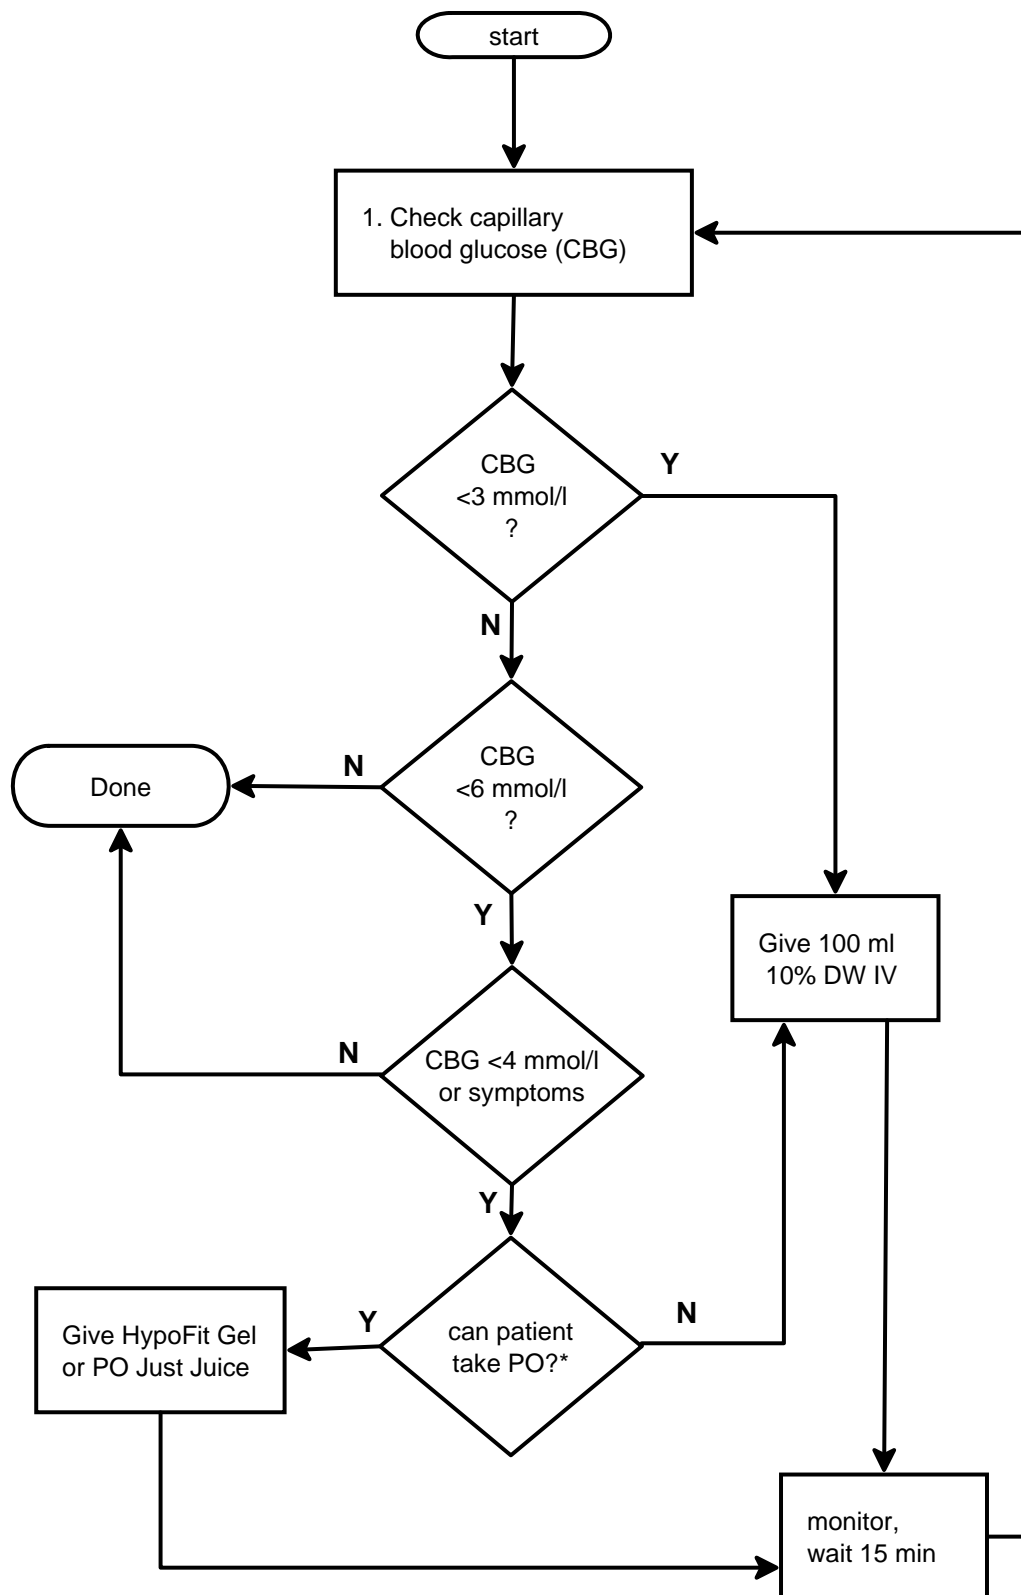 start
1. Check capillary
blood glucose (CBG)
CBG
<3 mmol/l
?
Y
N
CBG
<6 mmol/l
?
N
Done
Y
Give 100 ml
10% DW IV
CBG <4 mmol/l
or symptoms
N
Y
can patient
take PO?*
Y
N
Give HypoFit Gel
or PO Just Juice
monitor,
wait 15 min